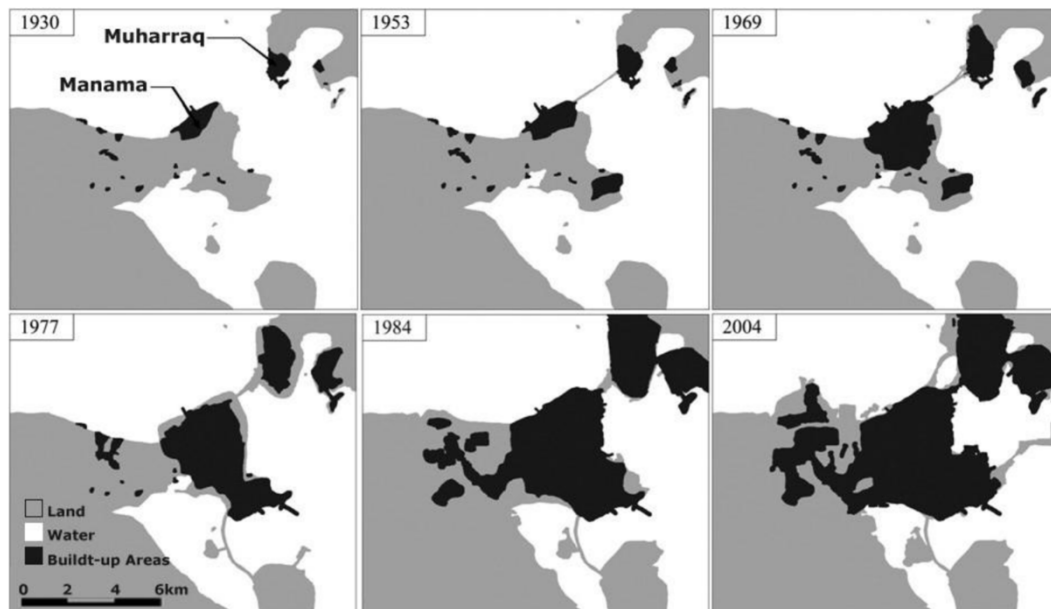 1930
Muharraq
Manama
1953
1969
1977
Land
Water
Buildt-up Areas
0 2 4 6km
1984
2004